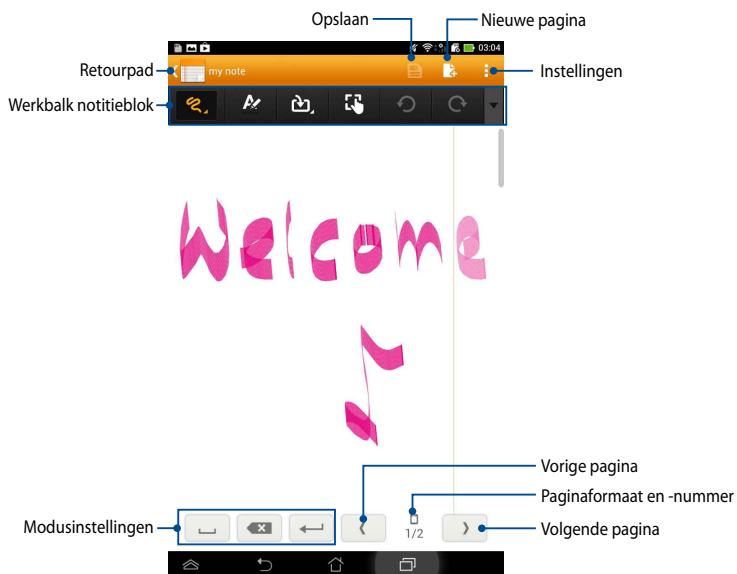 Opslaan
Nieuwe pagina
03:04
Retourpad
my note
Instellingen
Werkbalk notitieblok
Welcome
Vorige pagina
Paginaformaat en -nummer
Modusinstellingen
1/2
Volgende pagina